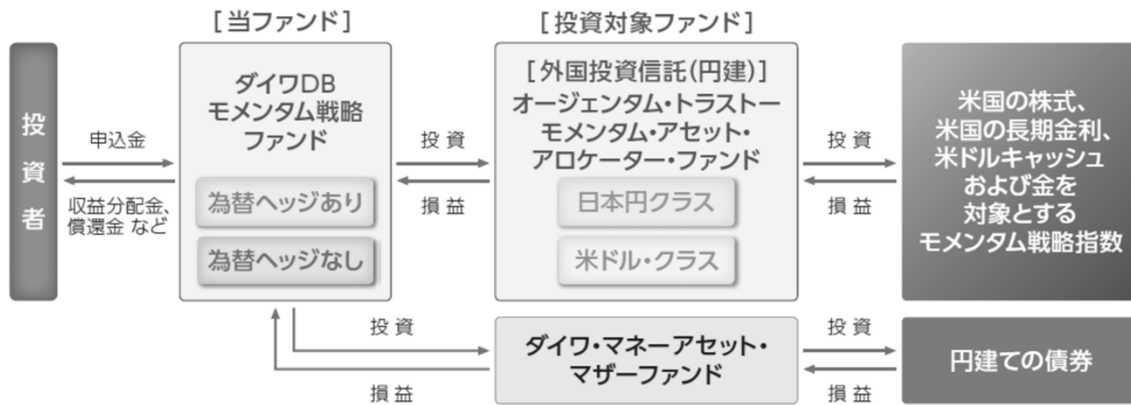 [当ファンド]
[投資対象ファンド]
投資者
申込金
収益分配金、
償還金 など
ダイワDB
モメンタム戦略
ファンド
為替ヘッジあり
為替ヘッジなし
投資
損益
[外国投資信託(円建)]
オージェンタム・トラストー
モメンタム・アセット・
アロケーター・ファンド
日本円クラス
米ドル・クラス
投資
損益
米国の株式、
米国の長期金利、
米ドルキャッシュ
および金を
対象とする
モメンタム戦略指数
投資
損益
ダイワ・マネーアセット・
マザーファンド
投資
損益
円建ての債券